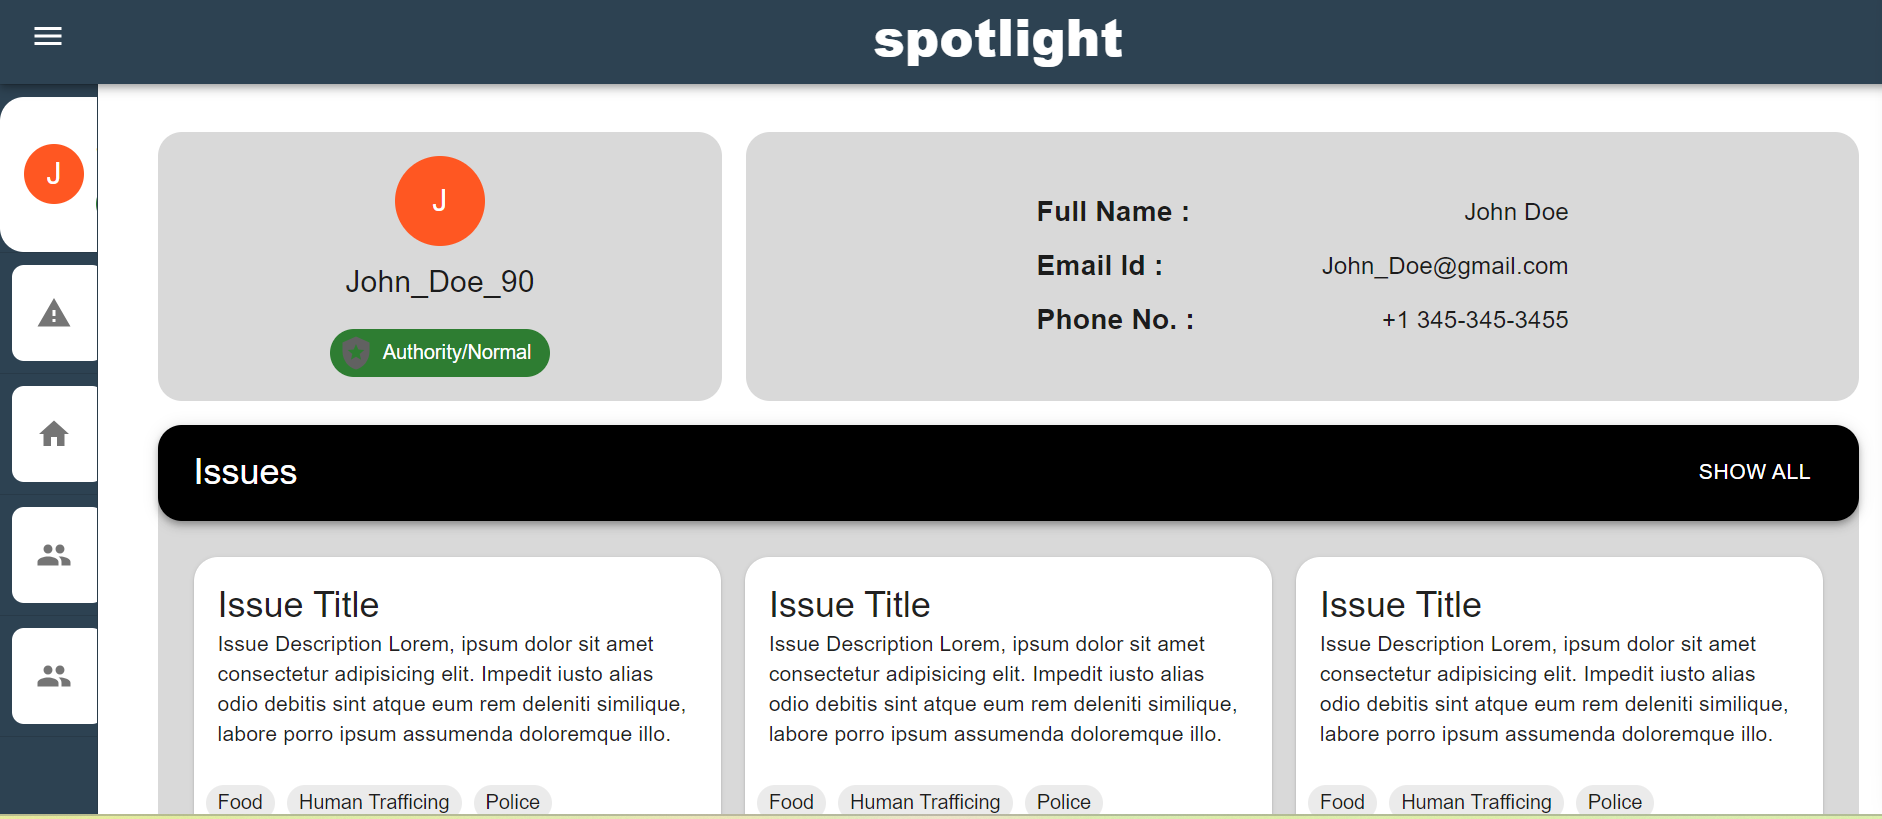 spotlight
J
J
John_Doe_90
Authority/Normal
Full Name :
John Doe
Email Id :
John_Doe@gmail.com
Phone No. :
+1 345-345-3455
Issues
SHOW ALL
Issue Title
Issue Description Lorem, ipsum dolor sit amet
consectetur adipisicing elit. Impedit iusto alias
odio debitis sint atque eum rem deleniti similique,
labore porro ipsum assumenda doloremque illo.
Food
Human Trafficing
Police
Issue Title
Issue Description Lorem, ipsum dolor sit amet
consectetur adipisicing elit. Impedit iusto alias
odio debitis sint atque eum rem deleniti similique,
labore porro ipsum assumenda doloremque illo.
Food
Human Trafficing
Police
Issue Title
Issue Description Lorem, ipsum dolor sit amet
consectetur adipisicing elit. Impedit iusto alias
odio debitis sint atque eum rem deleniti similique,
labore porro ipsum assumenda doloremque illo.
Food
Human Trafficing
Police